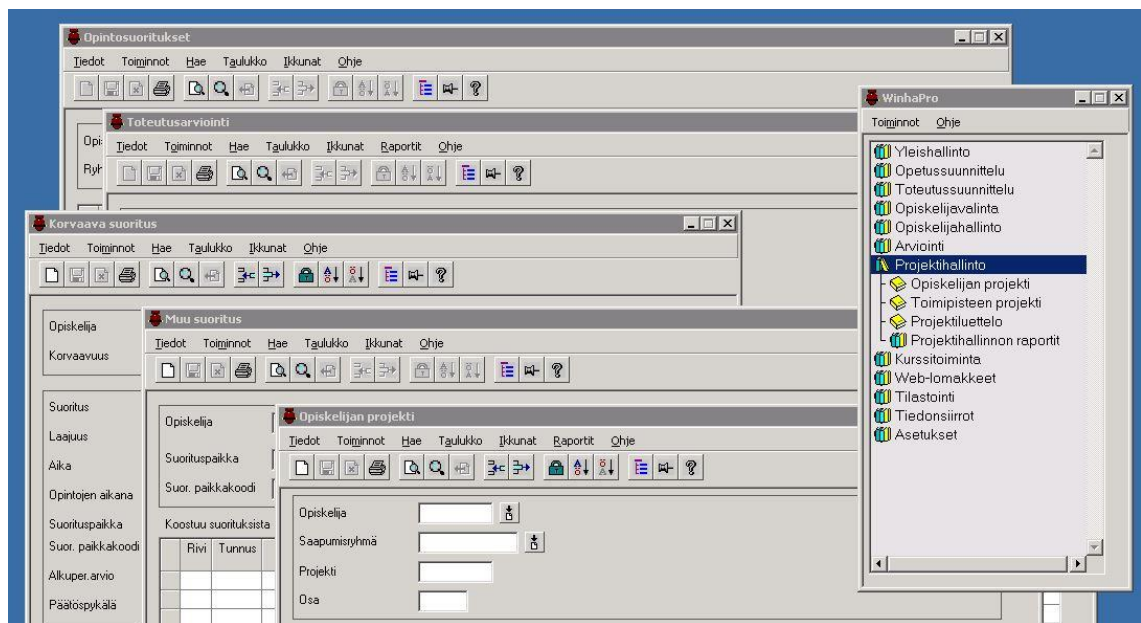 Opintosuoritukset
Tiedot Toiminnot Hae Taulukko Ikkunat Ohje
Toteutusarviointi
Tiedot Toiminnot Hae Taulukko Ikkunat Raportit Ohje
Korvaava suoritus
Tiedot Toiminnot Hae Taulukko Ikkunat Ohje
Opiskelija
Korvaavuus
Suoritus
Laajuus
Aika
Opintojen aikana
Suorituspaikka
Suor. paikkakoodi
Alkuper.arvio
Päätöspykälä
Muu suoritus
Tiedot Toiminnot Hae Taulukko Ikkunat Ohje
Opiskelija
Suorituspaikka
Suor. paikkakoodi
Koostuu suorituksista
Rivi Tunnus
Opiskelijan projekti
Tiedot Toiminnot Hae Taulukko Ikkunat Raportit Ohje
Opiskelija
Saapumisryhmä
Projekti
Osa
WinhaPro
Toiminnot Ohje
Yleishallinto
Opetussuunnittelu
Toteutussuunnittelu
Opiskelijavalinta
Opiskelijahallinto
Arviointi
Projektihallinto
Opiskelijan projekti
Toimipisteen projekti
Projektiluettelo
Projektihallinnon raportit
Kurssitoiminta
Web-lomakkeet
Tilastointi
Tiedonsiirrot
Asetukset